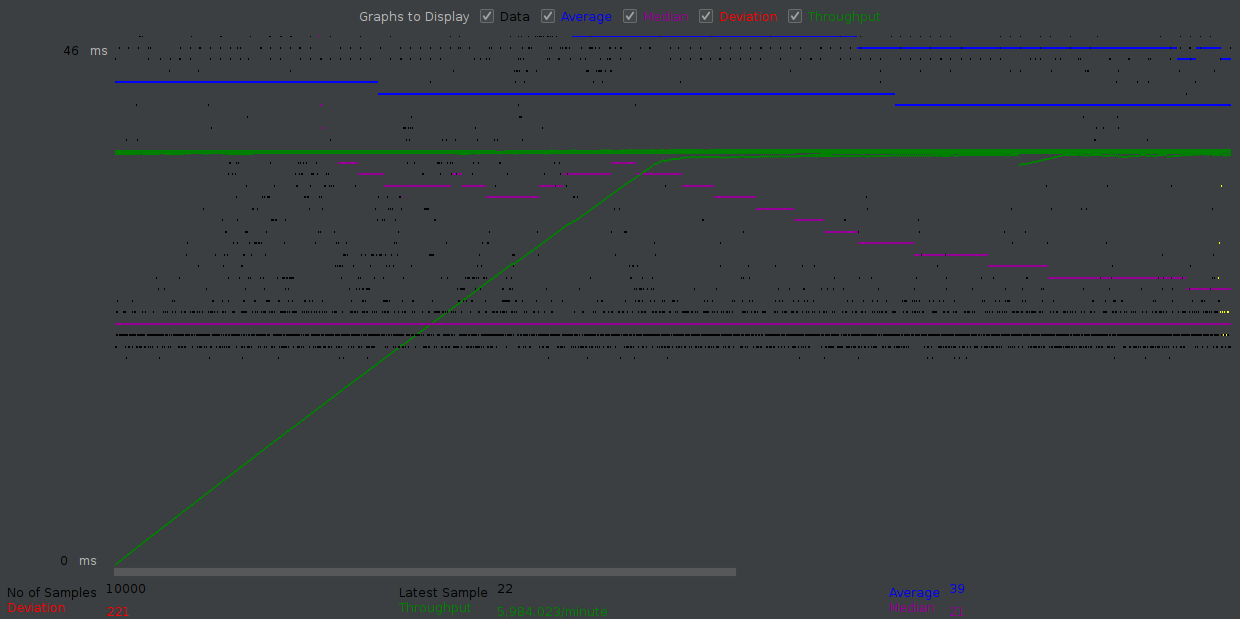 Graphs to Display Data Average Median Deviation Throughput
46 ms
0 ms
No of Samples 10000 Latest Sample 22 Average 39
Deviation 221 Throughput 5,984.023/minute Median 21